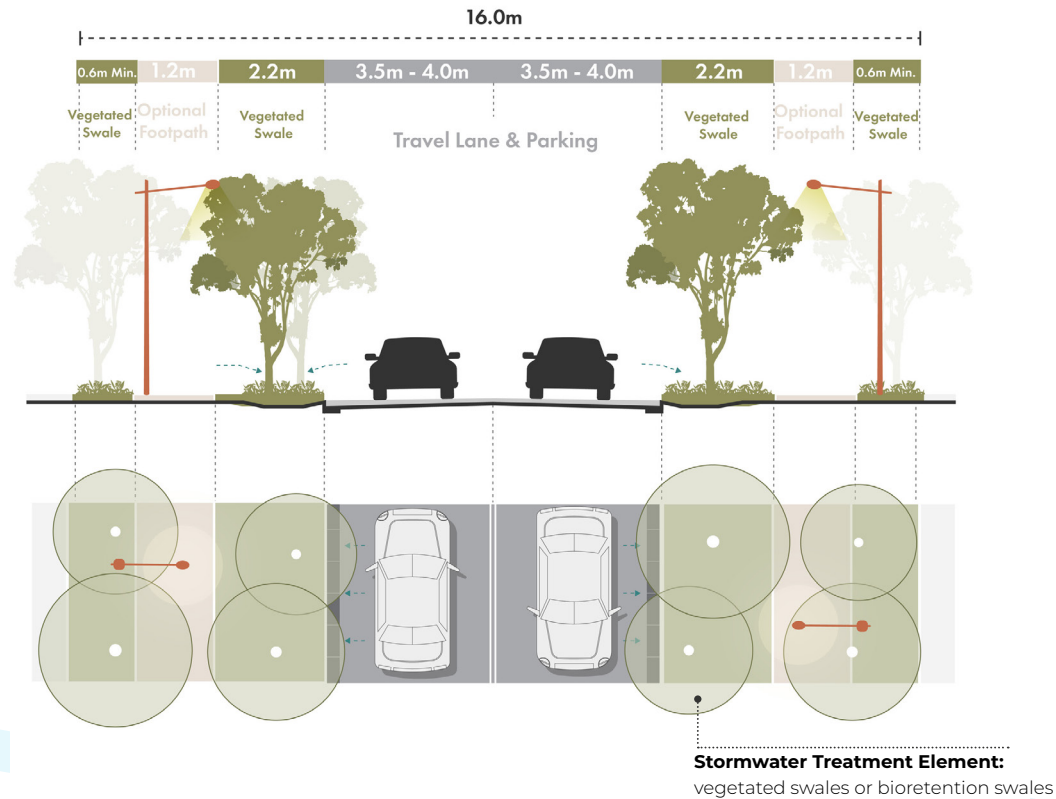 16.0m
0.6m Min. 1.2m 2.2m 3.5m - 4.0m 3.5m - 4.0m 2.2m 1.2m 0.6m Min.
Vegetated Swale
Optional Footpath
Vegetated Swale
Travel Lane & Parking
Vegetated Swale
Optional Footpath
Vegetated Swale
Stormwater Treatment Element:
vegetated swales or bioretention swales